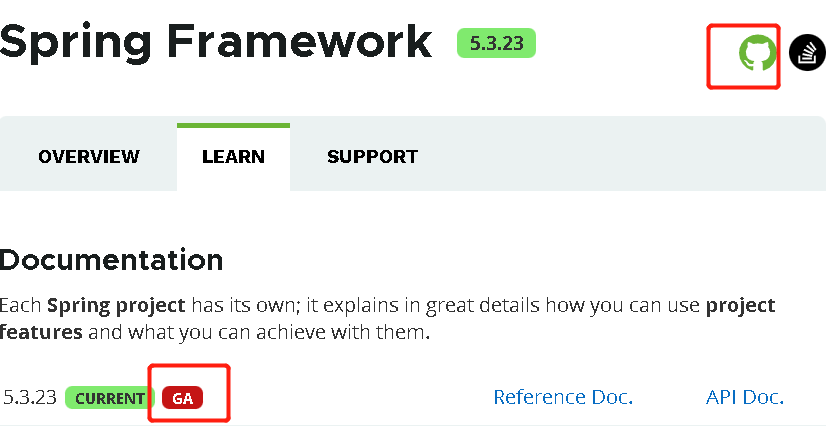 Spring Framework 5.3.23
OVERVIEW LEARN SUPPORT
Documentation
Each Spring project has its own; it explains in great details how you can use project
features and what you can achieve with them.
5.3.23 CURRENT GA Reference Doc. API Doc.